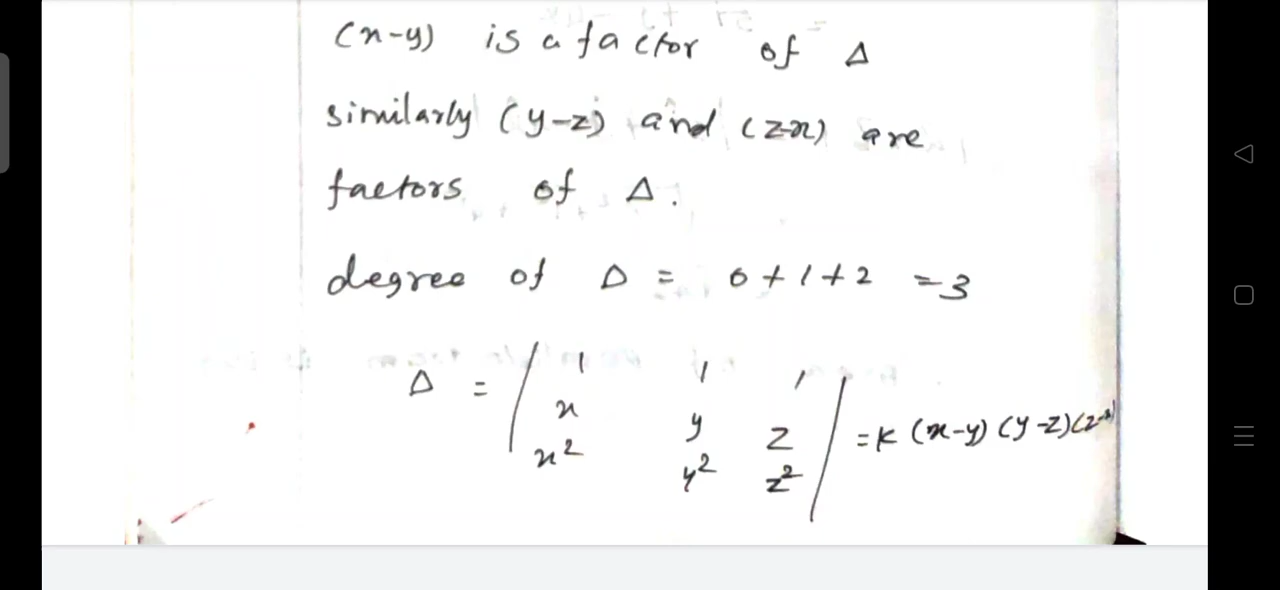 (x-y) is a factor of Δ
similarly (y-z) and (z-x) are
factors of Δ.
degree of Δ = 0+1+2 =3
Δ = | 1 1 1 |
| x y z | = k (x-y) (y-z)(z-x)
| x² y² z² |